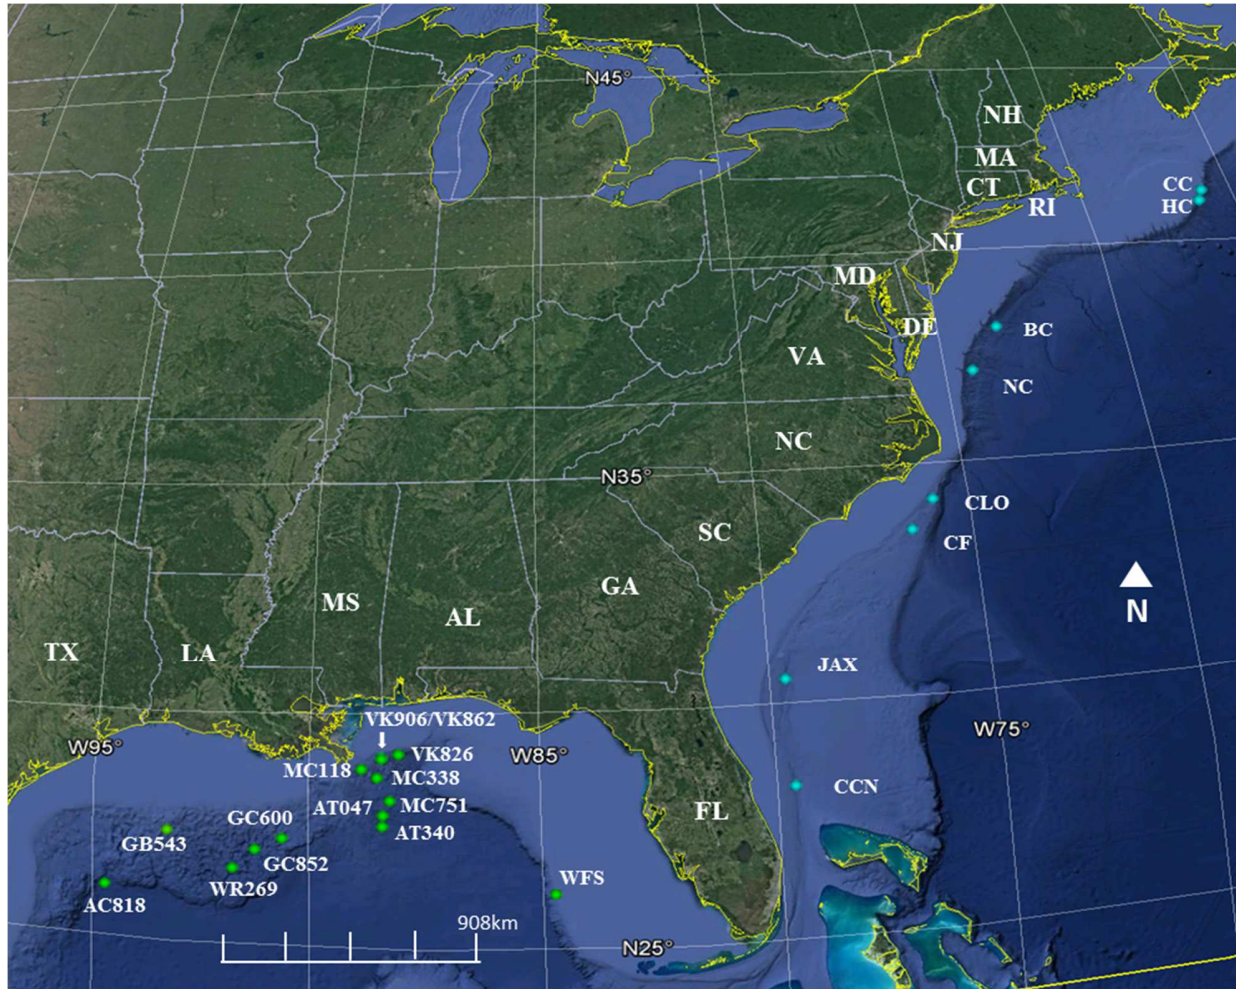 N45°
NH
MA
CT
RI
CC
HC
NJ
MD
DE
BC
VA
NC
NC
N35°
CLO
SC
CF
GA
MS
AL
N
TX
LA
JAX
VK906/VK862
W95°
W85°
W75°
VK826
MC118
MC338
CCN
AT047
MC751
FL
GC600
AT340
GB543
GC852
WR269
WFS
AC818
908km
N25°